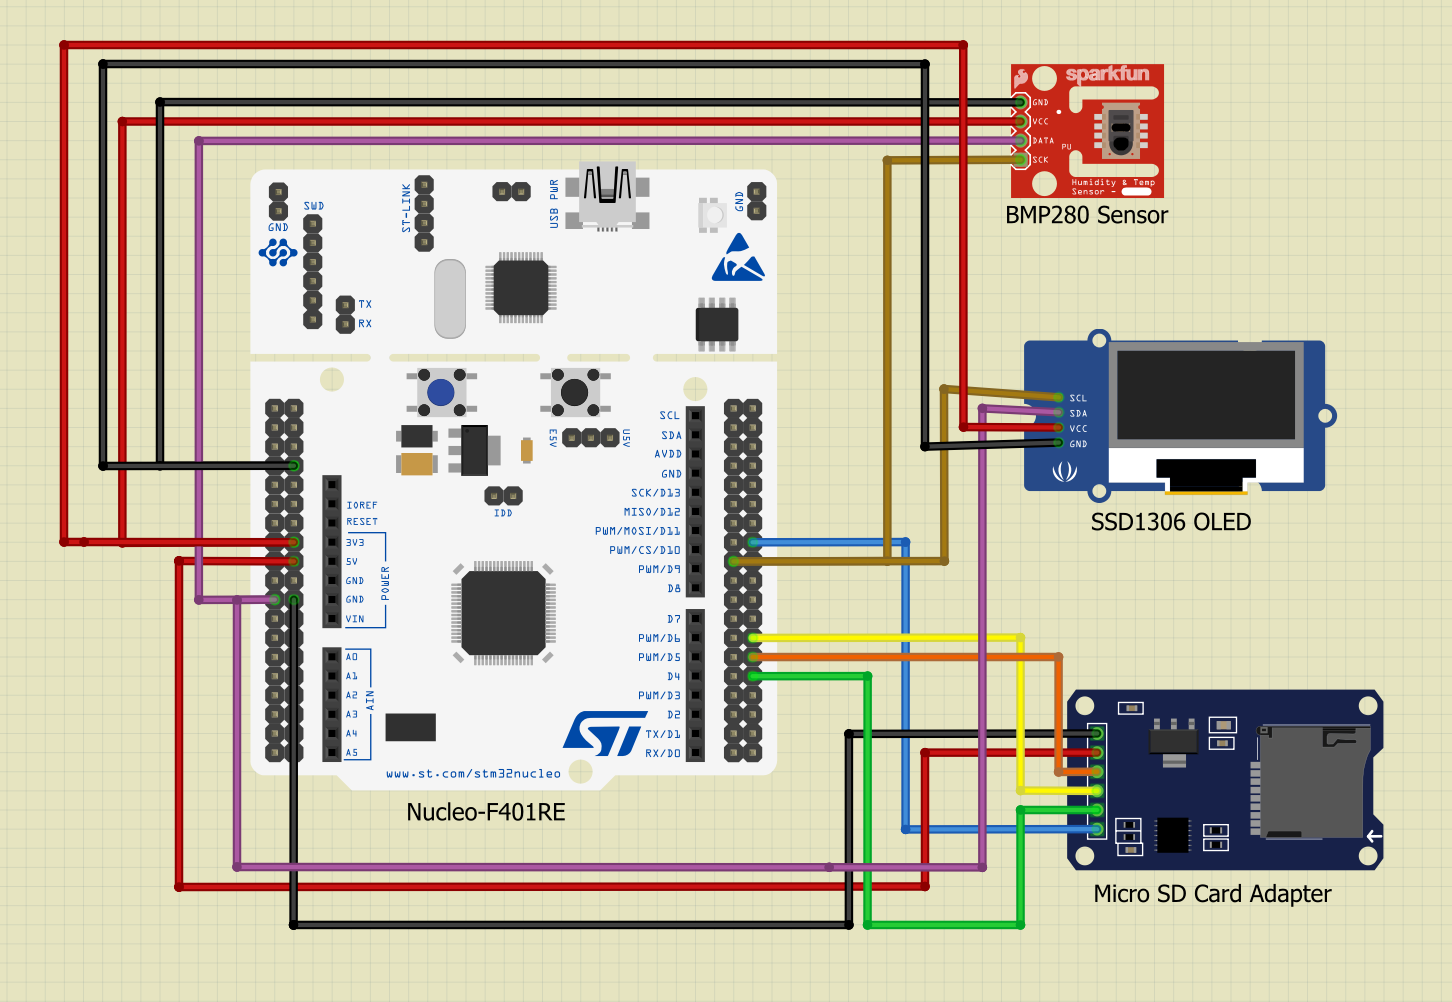 sparkfun
GND
VCC
DATA
SCK
PU
Humidity & Temp
Sensor -
BMP280 Sensor
GND
SWD
ST-LINK
USB PWR
GND
TX
RX
E5V
U5V
IDD
IOREF
RESET
3V3
5V
GND
GND
VIN
POWER
A0
A1
A2
A3
A4
A5
AIN
SCL
SDA
AVDD
GND
SCK/D13
MISO/D12
PWM/MOSI/D11
PWM/CS/D10
PWM/D9
D8
D7
PWM/D6
PWM/D5
D4
PWM/D3
D2
TX/D1
RX/D0
ST
www.st.com/stm32nucleo
Nucleo-F401RE
SCL
SDA
VCC
GND
SSD1306 OLED
Micro SD Card Adapter